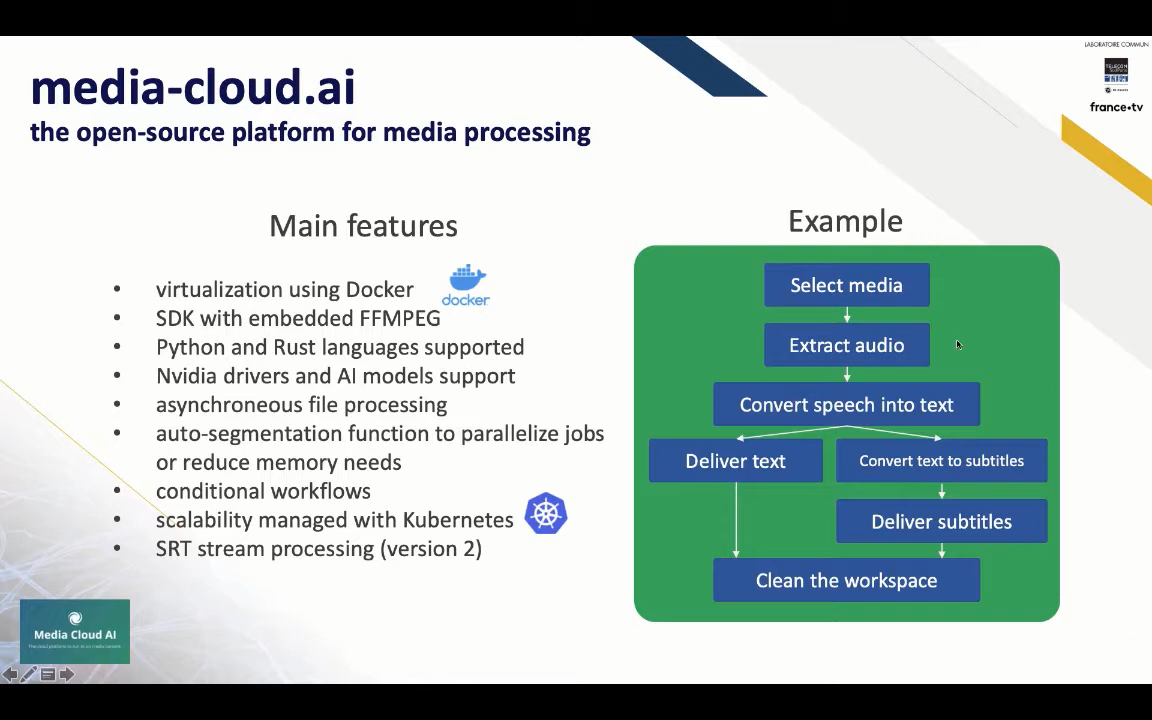 media-cloud.ai
the open-source platform for media processing
LABORATOIRE COMMUN
TELECOM
france•tv
Main features
• virtualization using Docker
docker
• SDK with embedded FFMPEG
• Python and Rust languages supported
• Nvidia drivers and AI models support
• asynchroneous file processing
• auto-segmentation function to parallelize jobs
or reduce memory needs
• conditional workflows
• scalability managed with Kubernetes
• SRT stream processing (version 2)
Example
Select media
Extract audio
Convert speech into text
Deliver text
Convert text to subtitles
Deliver subtitles
Clean the workspace
Media Cloud AI